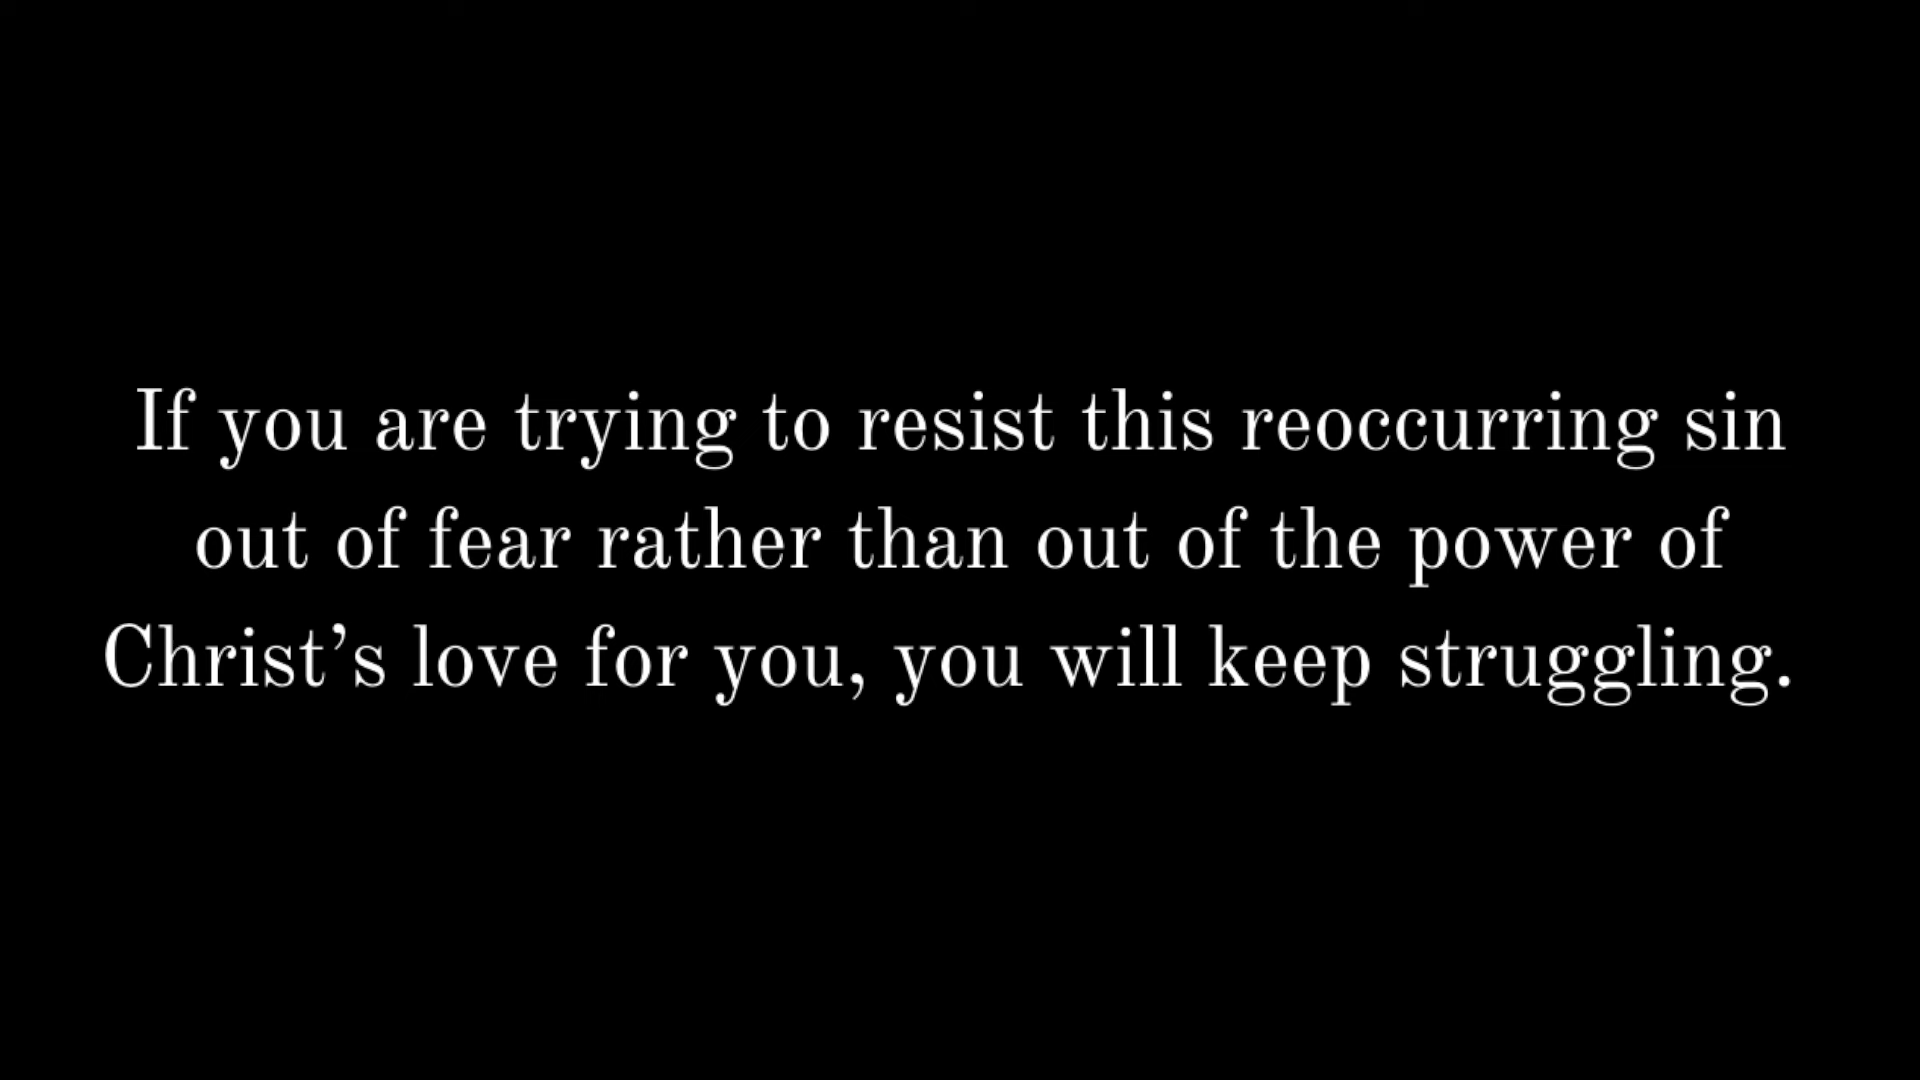 If you are trying to resist this reoccurring sin
out of fear rather than out of the power of
Christ’s love for you, you will keep struggling.